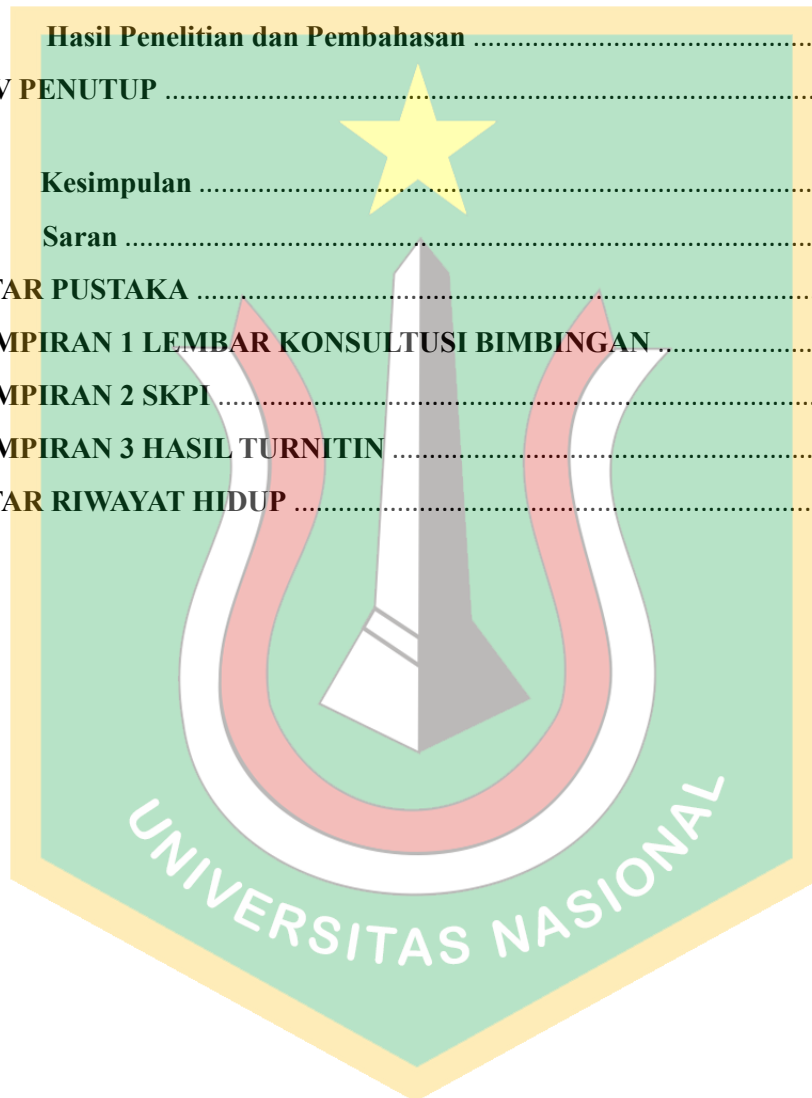 Hasil Penelitian dan Pembahasan ........................................
V PENUTUP ........................................
Kesimpulan ........................................
Saran ........................................
TAR PUSTAKA ........................................
MPIRAN 1 LEMBAR KONSULTUSI BIMBINGAN ....................
MPIRAN 2 SKPI ........................................
MPIRAN 3 HASIL TURNITIN ........................................
TAR RIWAYAT HIDUP ........................................
UNIVERSITAS NASIONAL